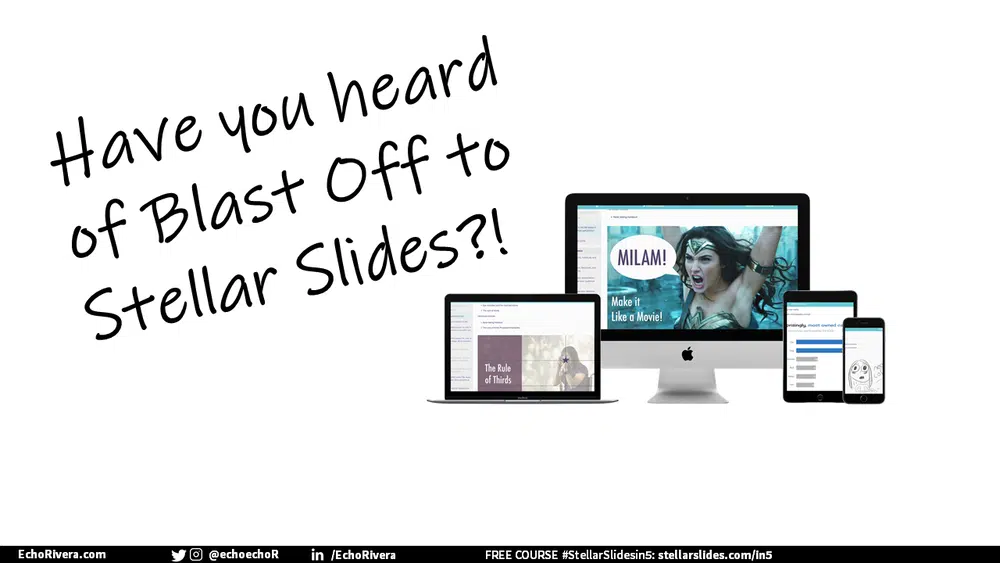 Have you heard
of Blast Off to
Stellar Slides?!
MILAM!
Make it
Like a Movie!
The Rule
of Thirds
EchoRivera.com
@echoechoR
/EchoRivera
FREE COURSE #StellarSlidesin5: stellarslides.com/in5